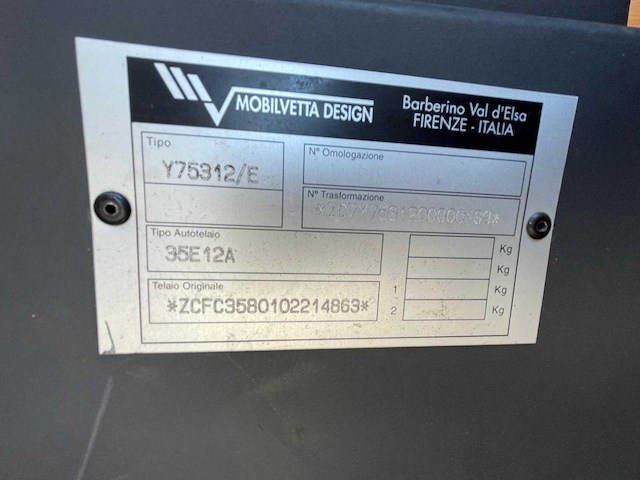 MOBILVETTA DESIGN
Barberino Val d'Elsa
FIRENZE - ITALIA
Tipo
Y75312/E
N° Omologazione
N° Trasformazione
Tipo Autotelaio
35E12A
Kg
Kg
Telaio Originale
*ZCFC3580102214863*
1 Kg
2 Kg